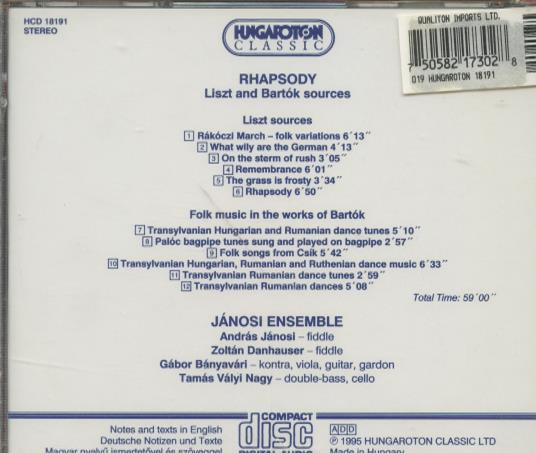 HCD 18191
STEREO
HUNGAROTON
CLASSIC
QUALITON IMPORTS LTD.
7 50582 17302 8
019 HUNGAROTON 18191
RHAPSODY
Liszt and Bartók sources
Liszt sources
1 Rákóczi March – folk variations 6´13´´
2 What wily are the German 4´13´´
3 On the sterm of rush 3´05´´
4 Remembrance 6´01´´
5 The grass is frosty 3´34´´
6 Rhapsody 6´50´´
Folk music in the works of Bartók
7 Transylvanian Hungarian and Rumanian dance tunes 5´10´´
8 Palóc bagpipe tunes sung and played on bagpipe 2´57´´
9 Folk songs from Csík 5´42´´
10 Transylvanian Hungarian, Rumanian and Ruthenian dance music 6´33´´
11 Transylvanian Rumanian dance tunes 2´59´´
12 Transylvanian Rumanian dances 5´08´´
Total Time: 59´00´´
JÁNOSI ENSEMBLE
András Jánosi – fiddle
Zoltán Danhauser – fiddle
Gábor Bányavári – kontra, viola, guitar, gardon
Tamás Vályi Nagy – double-bass, cello
Notes and texts in English
Deutsche Notizen und Texte
Magyar nyelvű ismertetővel és szöveggel
COMPACT
disc
DIGITAL AUDIO
ADD
℗ 1995 HUNGAROTON CLASSIC LTD
Made in Hungary